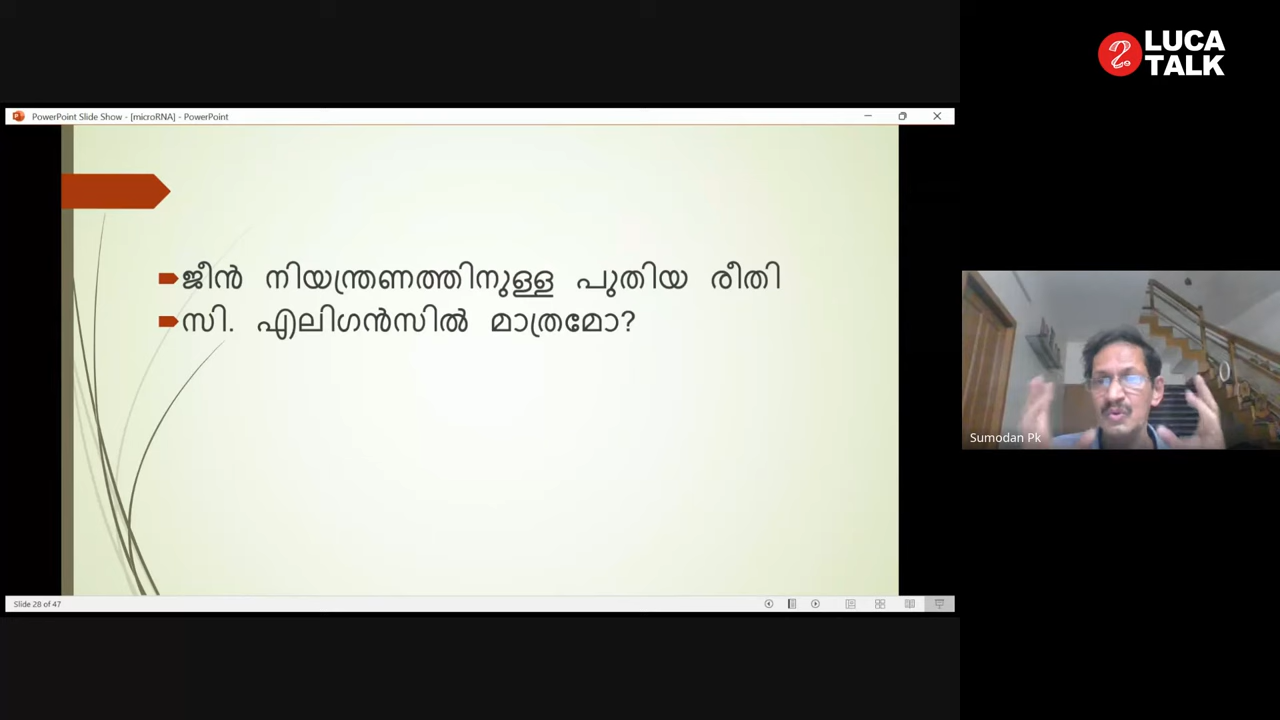 LUCA
TALK
PowerPoint Slide Show - [microRNA] - PowerPoint
ജീൻ നിയന്ത്രണത്തിനുള്ള പുതിയ രീതി
സി. എലിഗൻസിൽ മാത്രമോ?
Sumodan Pk
Slide 28 of 47